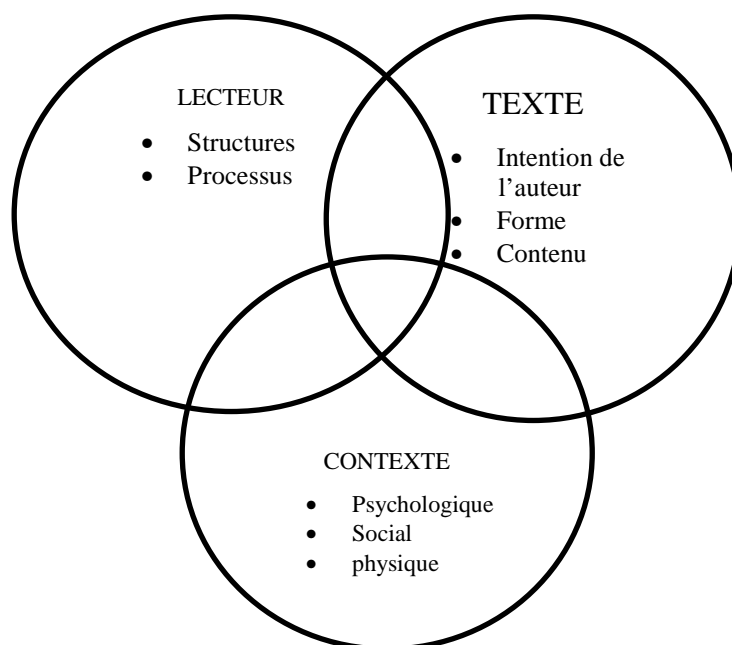 LECTEUR
• Structures
• Processus
TEXTE
• Intention de
l’auteur
• Forme
• Contenu
CONTEXTE
• Psychologique
• Social
• physique